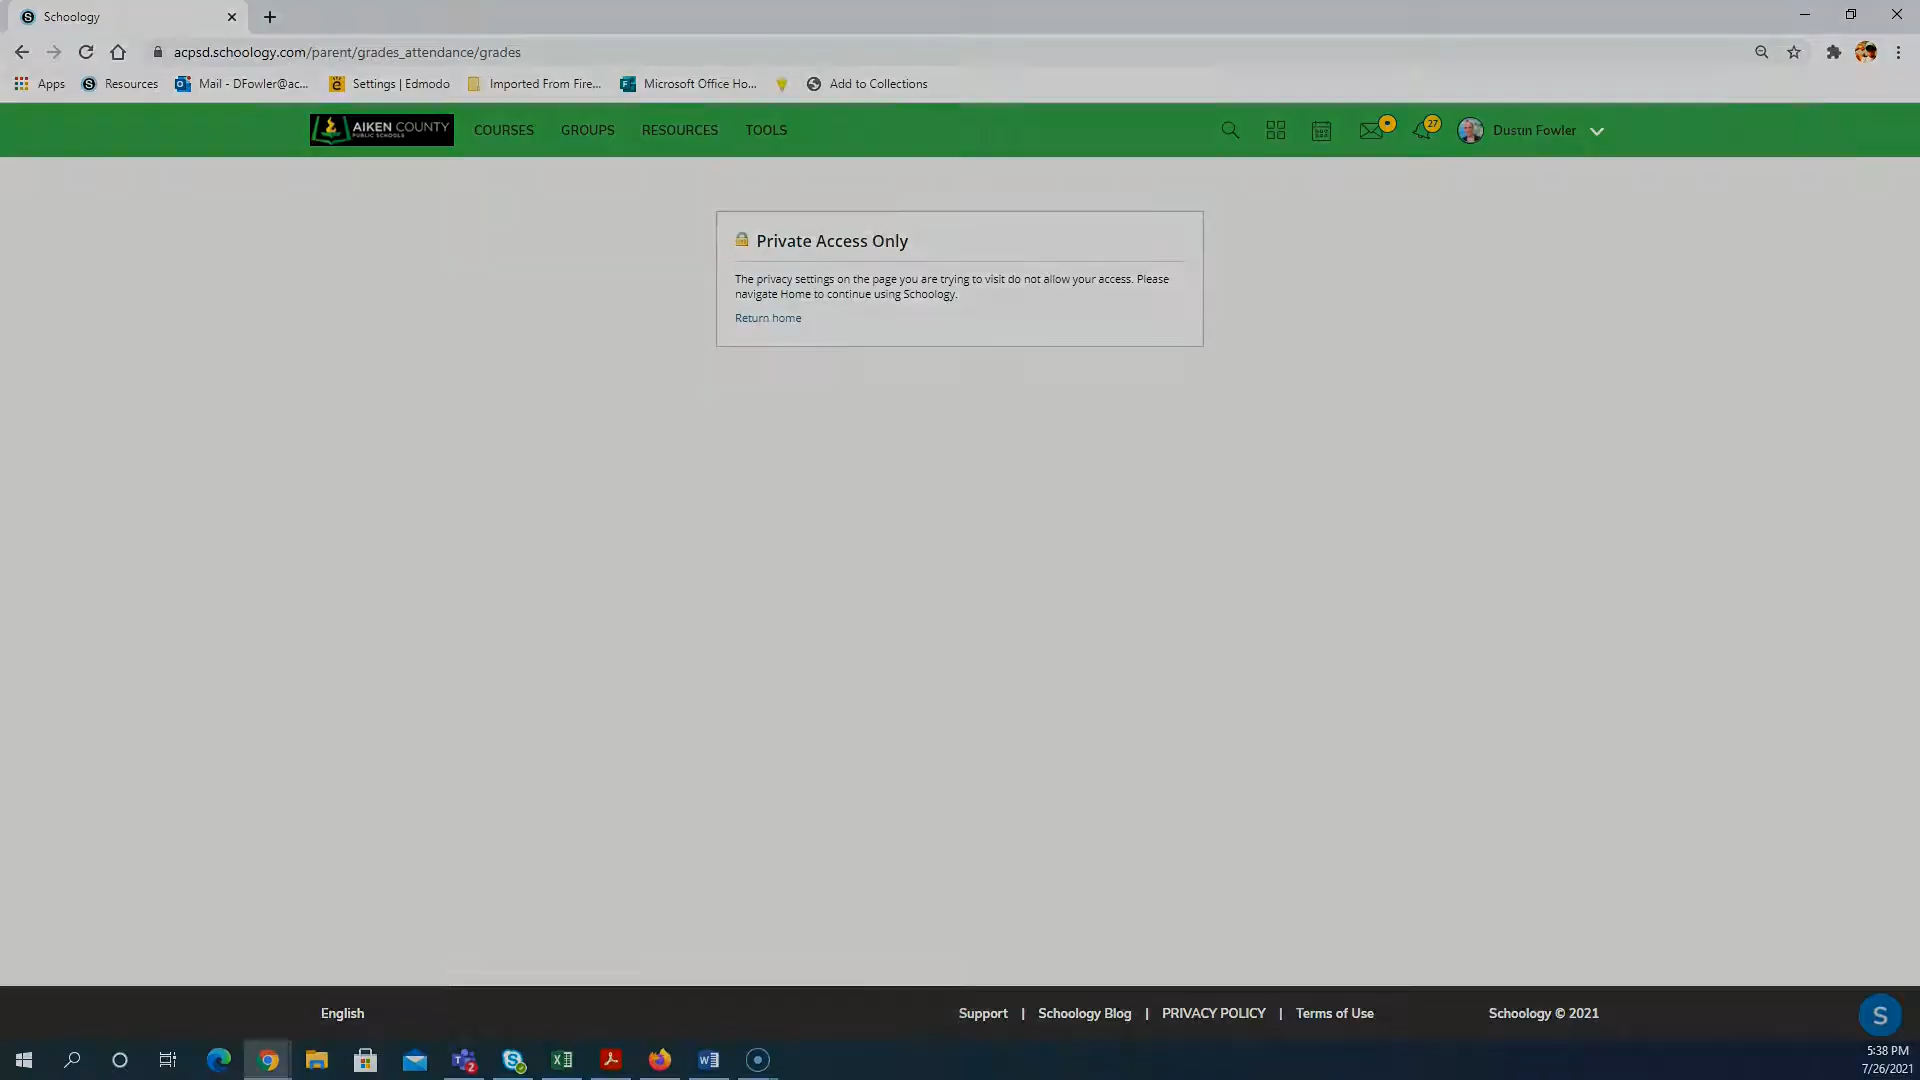 Schoology
acpsd.schoology.com/parent/grades_attendance/grades
Apps Resources Mail - DFowler@ac... Settings | Edmodo Imported From Fire... Microsoft Office Ho... Add to Collections
AIKEN COUNTY
PUBLIC SCHOOLS
COURSES GROUPS RESOURCES TOOLS 27 Dustin Fowler
Private Access Only
The privacy settings on the page you are trying to visit do not allow your access. Please
navigate Home to continue using Schoology.
Return home
English Support | Schoology Blog | PRIVACY POLICY | Terms of Use Schoology © 2021
S
2
5:38 PM
7/26/2021